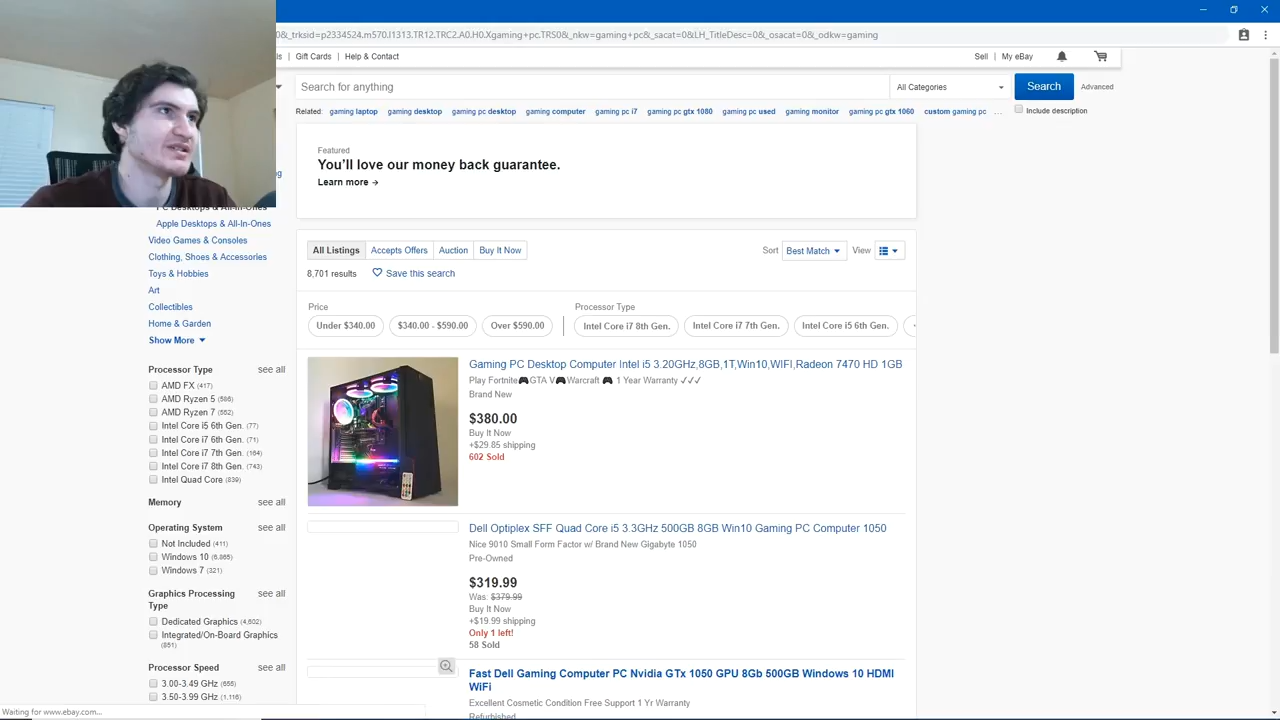 0&_trksid=p2334524.m570.l1313.TR12.TRC2.A0.H0.Xgaming+pc.TRS0&_nkw=gaming+pc&_sacat=0&LH_TitleDesc=0&_osacat=0&_odkw=gaming
Gift Cards Help & Contact Sell My eBay
Search for anything All Categories Search Advanced
Related: gaming laptop gaming desktop gaming pc desktop gaming computer gaming pc i7 gaming pc gtx 1080 gaming pc used gaming monitor gaming pc gtx 1060 custom gaming pc ... Include description
Featured
You'll love our money back guarantee.
Learn more →
PC Desktops & All-In-Ones
Apple Desktops & All-In-Ones
Video Games & Consoles
Clothing, Shoes & Accessories
Toys & Hobbies
Art
Collectibles
Home & Garden
Show More
Processor Type see all
AMD FX (417)
AMD Ryzen 5 (586)
AMD Ryzen 7 (552)
Intel Core i5 6th Gen. (77)
Intel Core i7 6th Gen. (71)
Intel Core i7 7th Gen. (164)
Intel Core i7 8th Gen. (743)
Intel Quad Core (839)
Memory see all
Operating System see all
Not Included (411)
Windows 10 (6,865)
Windows 7 (321)
Graphics Processing see all
Type
Dedicated Graphics (4,602)
Integrated/On-Board Graphics
(851)
Processor Speed see all
3.00-3.49 GHz (655)
3.50-3.99 GHz (1,116)
Waiting for www.ebay.com...
All Listings Accepts Offers Auction Buy It Now Sort Best Match View
8,701 results Save this search
Price Processor Type
Under $340.00 $340.00 - $590.00 Over $590.00 Intel Core i7 8th Gen. Intel Core i7 7th Gen. Intel Core i5 6th Gen.
Gaming PC Desktop Computer Intel i5 3.20GHz,8GB,1T,Win10,WIFI,Radeon 7470 HD 1GB
Play Fortnite🎮GTA V🎮Warcraft 🎮 1 Year Warranty ✓✓✓
Brand New
$380.00
Buy It Now
+$29.85 shipping
602 Sold
Dell Optiplex SFF Quad Core i5 3.3GHz 500GB 8GB Win10 Gaming PC Computer 1050
Nice 9010 Small Form Factor w/ Brand New Gigabyte 1050
Pre-Owned
$319.99
Was: $379.99
Buy It Now
+$19.99 shipping
Only 1 left!
58 Sold
Fast Dell Gaming Computer PC Nvidia GTx 1050 GPU 8Gb 500GB Windows 10 HDMI
WiFi
Excellent Cosmetic Condition Free Support 1 Yr Warranty
Refurbished